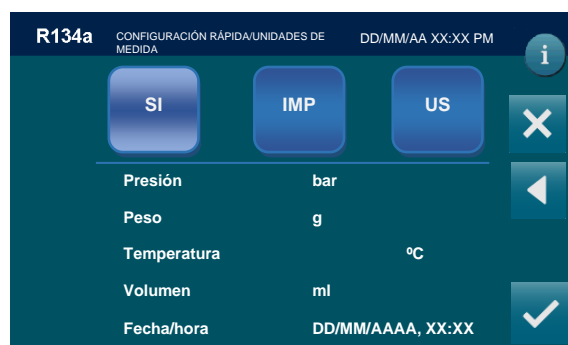 R134a
CONFIGURACIÓN RÁPIDA/UNIDADES DE
MEDIDA
DD/MM/AA XX:XX PM
i
SI IMP US
Presión bar
Peso g
Temperatura ºC
Volumen ml
Fecha/hora DD/MM/AAAA, XX:XX